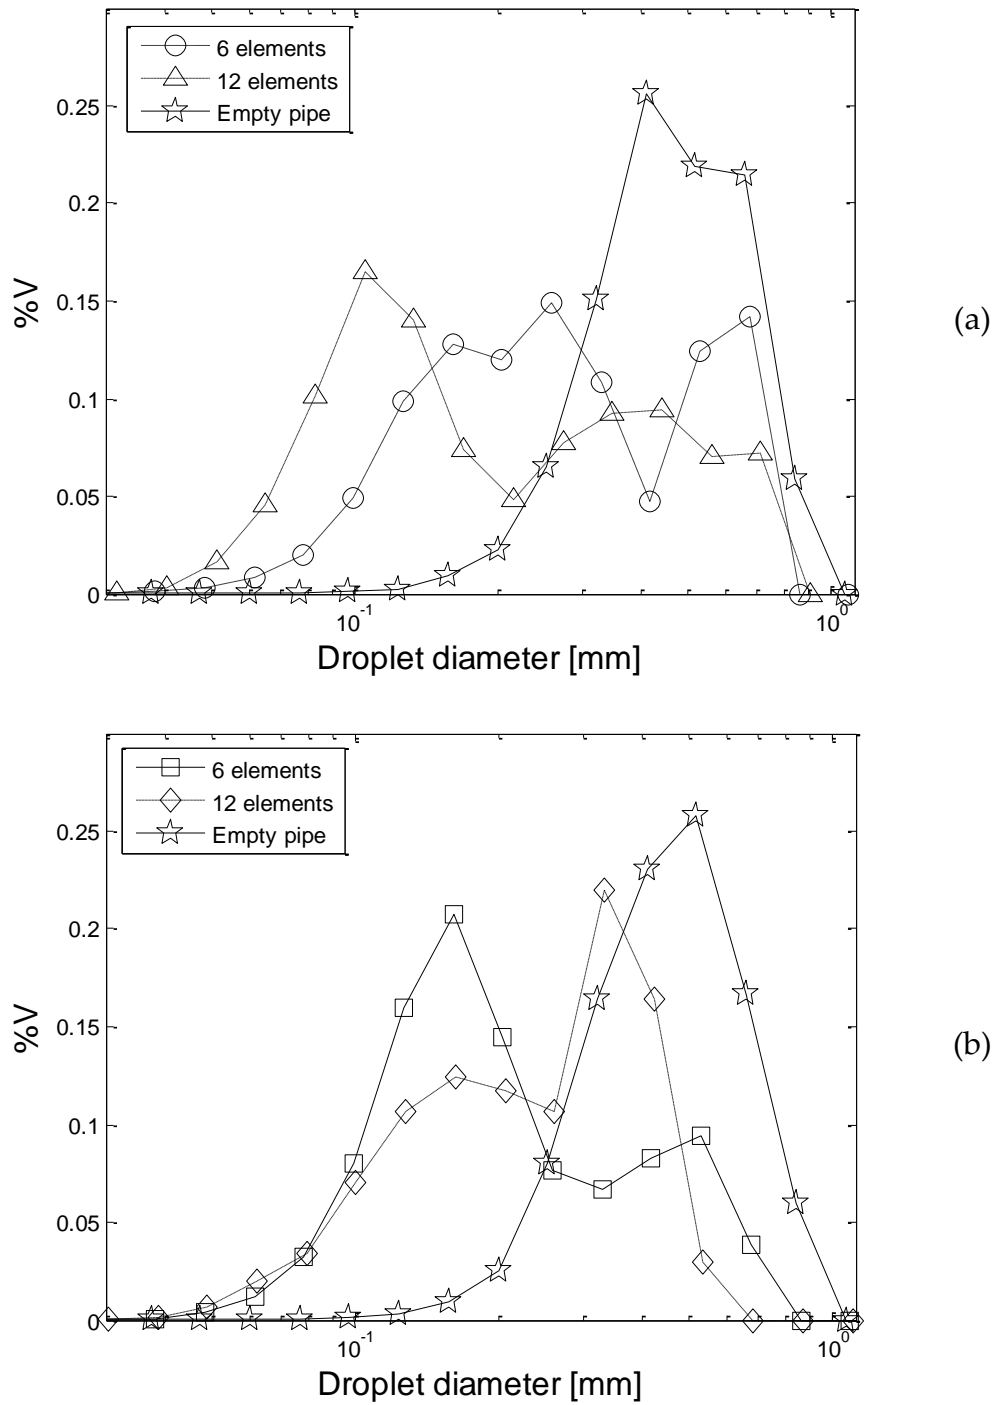 6 elements
12 elements
Empty pipe
0.25
0.2
0.15
0.1
0.05
0
%V
10-1
100
Droplet diameter [mm]
(a)
6 elements
12 elements
Empty pipe
0.25
0.2
0.15
0.1
0.05
0
%V
10-1
100
Droplet diameter [mm]
(b)